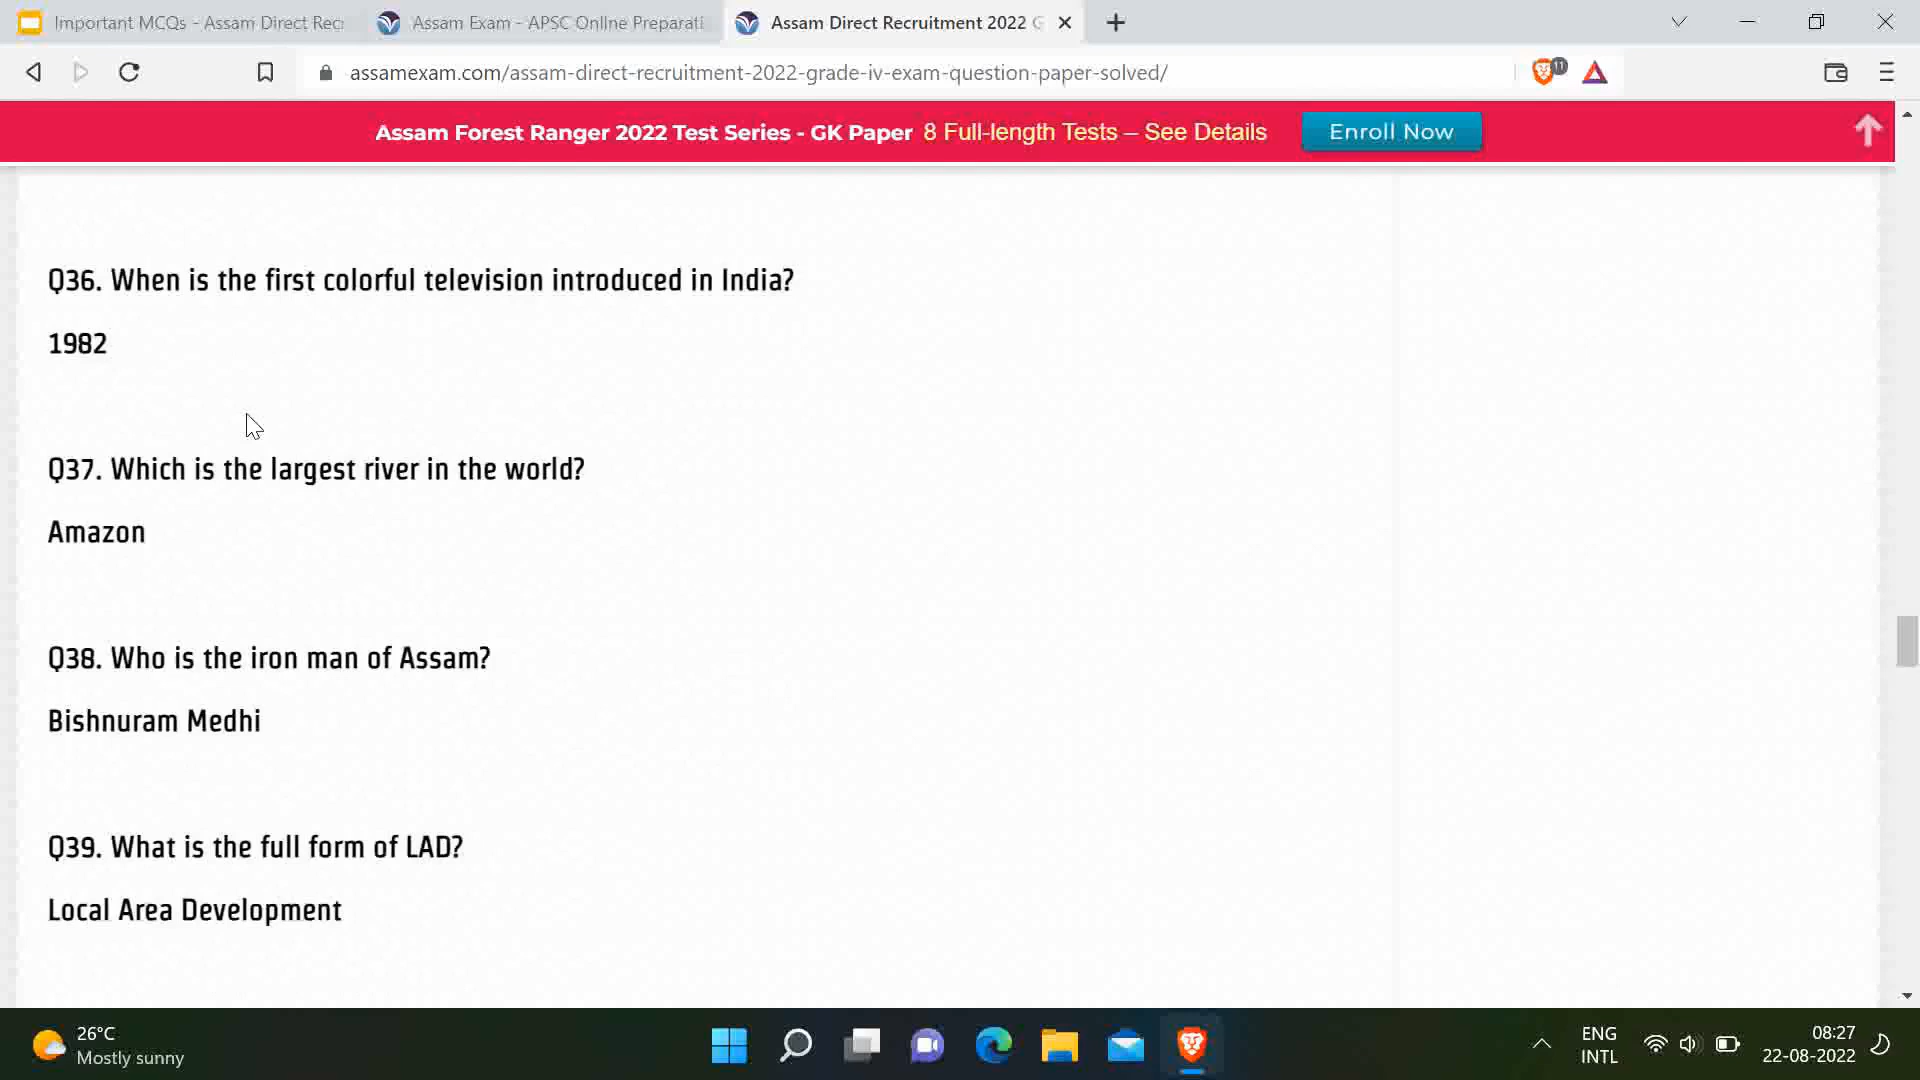 Important MCQs - Assam Direct Recr
Assam Exam - APSC Online Preparati
Assam Direct Recruitment 2022 G
assamexam.com/assam-direct-recruitment-2022-grade-iv-exam-question-paper-solved/
11
Assam Forest Ranger 2022 Test Series - GK Paper 8 Full-length Tests – See Details
Enroll Now
Q36. When is the first colorful television introduced in India?
1982
Q37. Which is the largest river in the world?
Amazon
Q38. Who is the iron man of Assam?
Bishnuram Medhi
Q39. What is the full form of LAD?
Local Area Development
26°C
Mostly sunny
ENG
INTL
08:27
22-08-2022